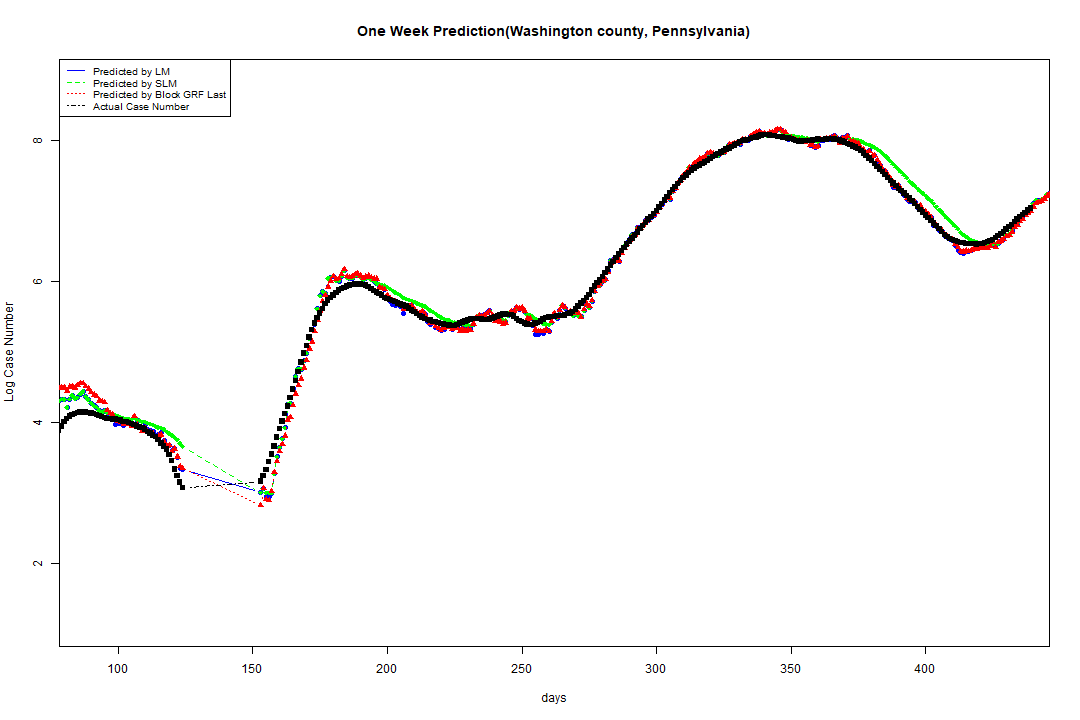 One Week Prediction(Washington county, Pennsylvania)
Predicted by LM
Predicted by SLM
Predicted by Block GRF Last
Actual Case Number
Log Case Number
8
6
4
2
100 150 200 250 300 350 400
days